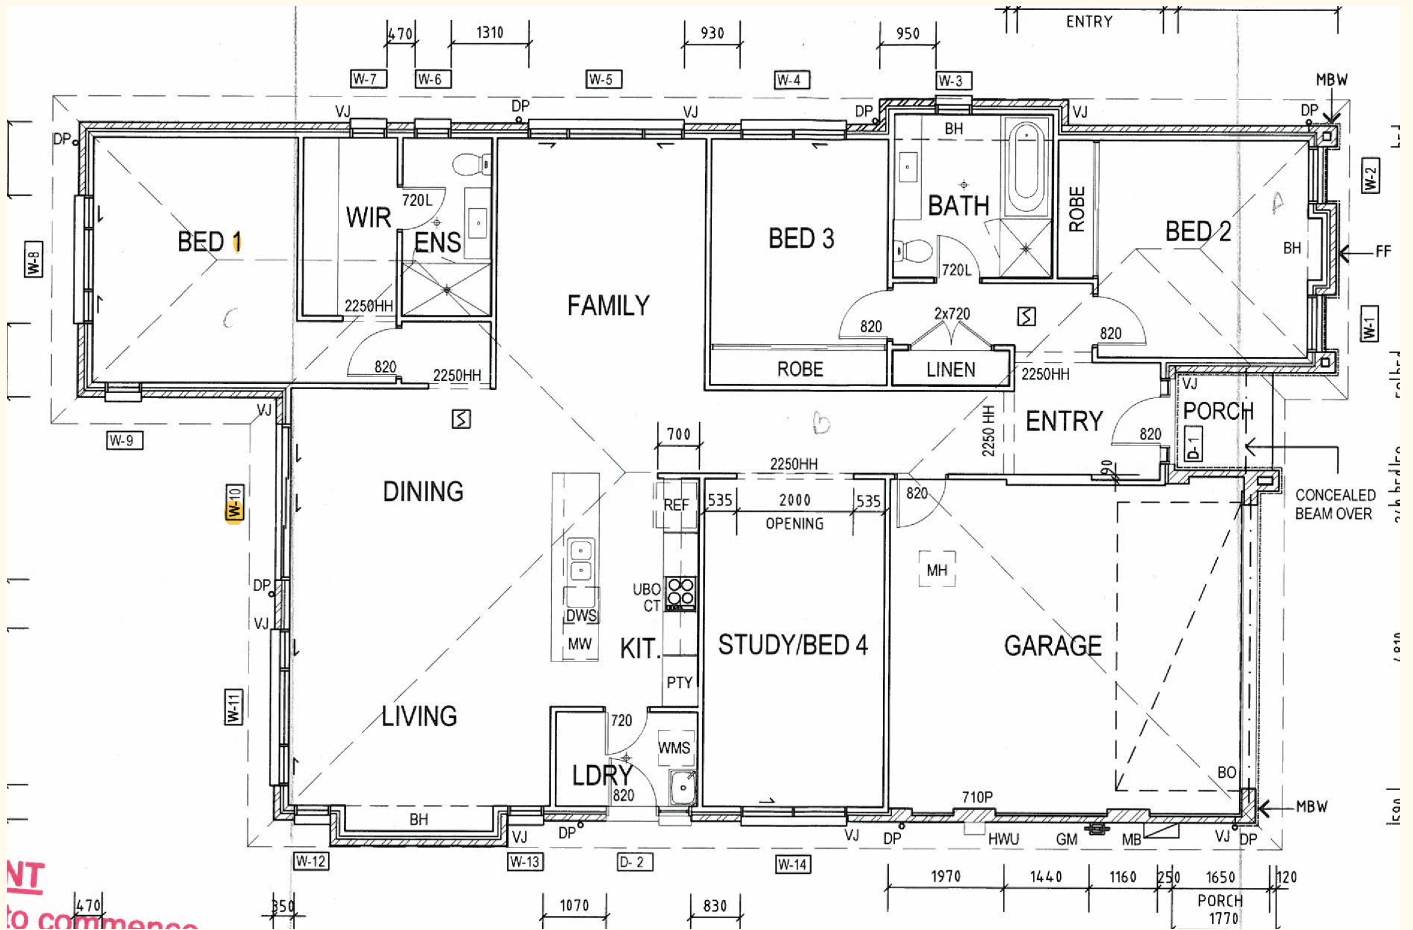 ENTRY
470
1310
930
950
W-7
W-6
W-5
W-4
W-3
MBW
VJ
DP
VJ
DP
VJ
DP
DP
BH
W-2
720L
WIR
ENS
BED 1
BED 3
BATH
ROBE
BED 2
A
BH
FF
W-8
FAMILY
720L
2250HH
C
820
2x720
820
W-1
820
2250HH
ROBE
LINEN
2250HH
VJ
W-9
VJ
B
2250 HH
ENTRY
PORCH
820
D-1
700
2250HH
90
DINING
W-10
REF
535
2000
535
820
OPENING
CONCEALED
BEAM OVER
MH
DP
UBO
CT
DWS
MW
VJ
KIT.
STUDY/BED 4
GARAGE
4810
PTY
W-11
LIVING
720
WMS
LDRY
820
BO
710P
590
MBW
BH
VJ
DP
VJ
DP
HWU
GM
MB
VJ
DP
W-12
W-13
D- 2
W-14
NT
1970
1440
1160
250
1650
120
470
350
1070
830
PORCH
1770
to commence